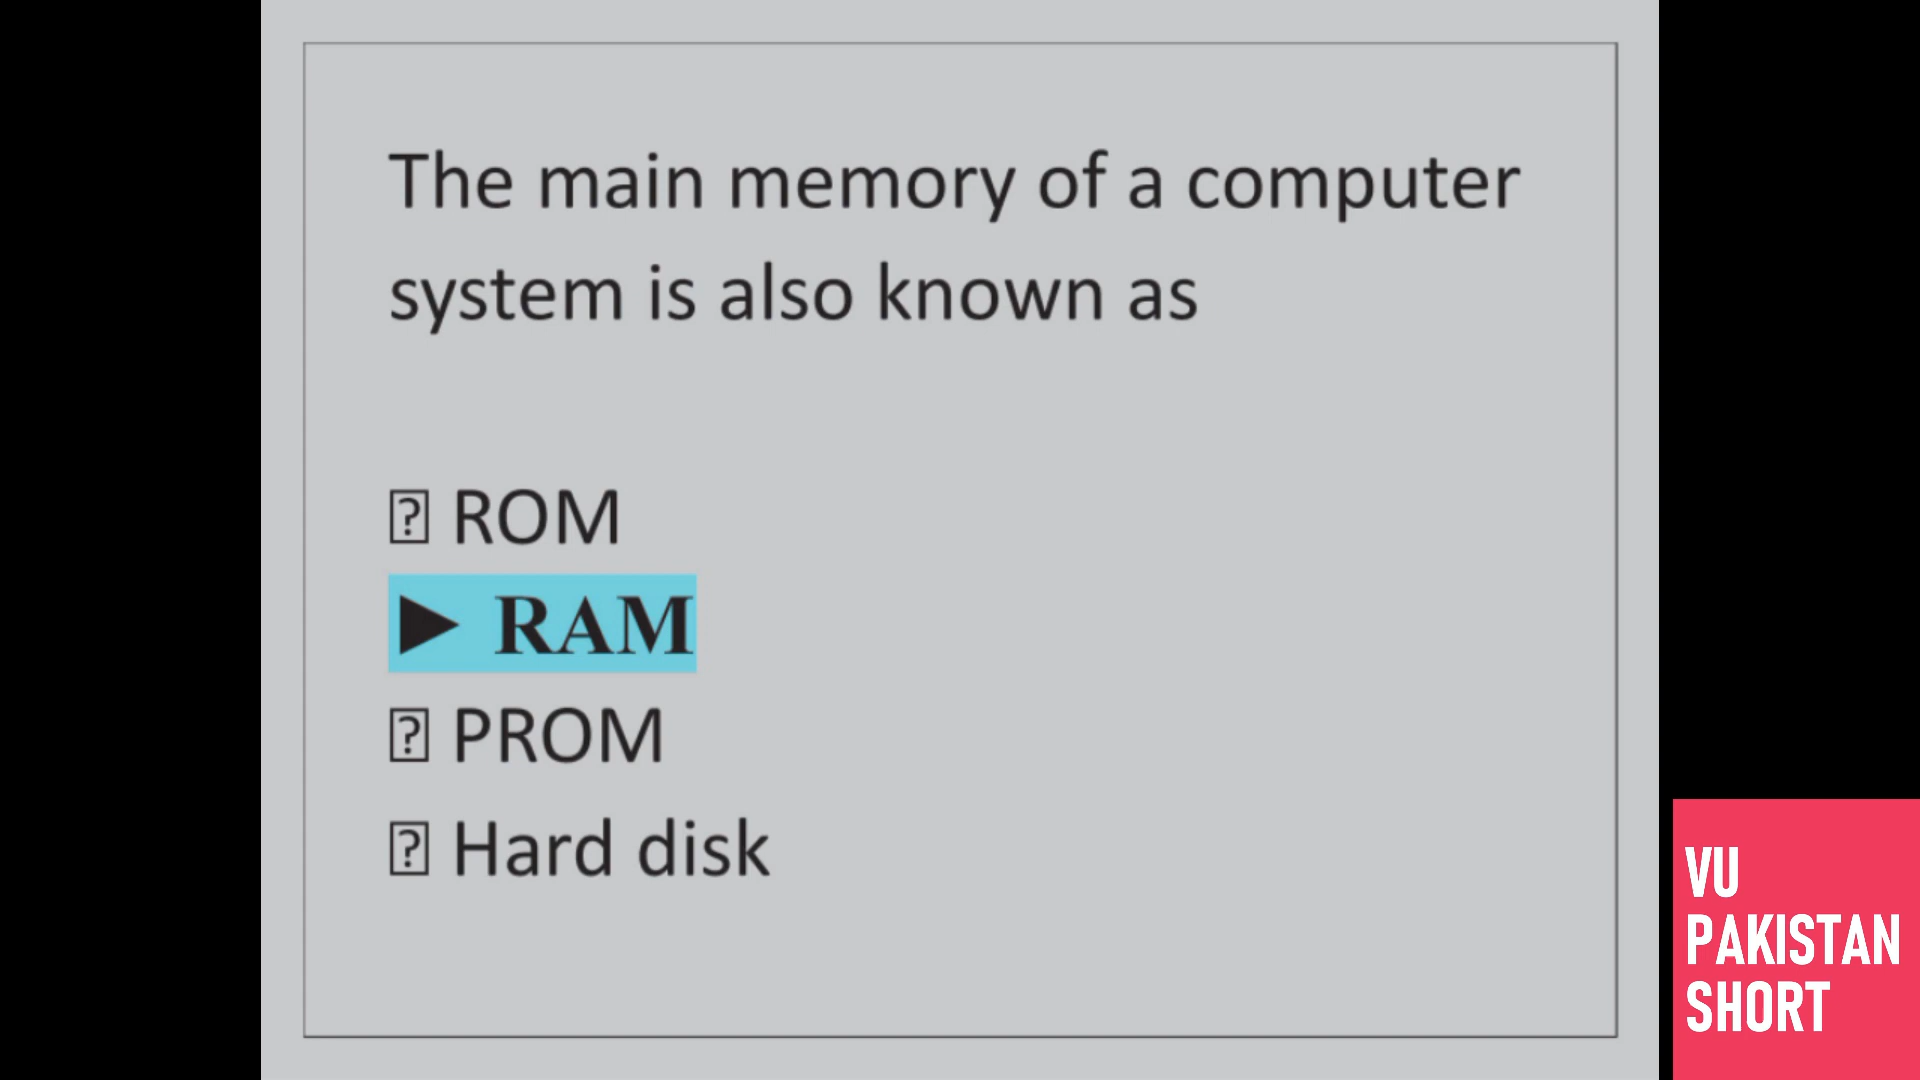 The main memory of a computer
system is also known as
⍰ ROM
► RAM
⍰ PROM
⍰ Hard disk
VU
PAKISTAN
SHORT